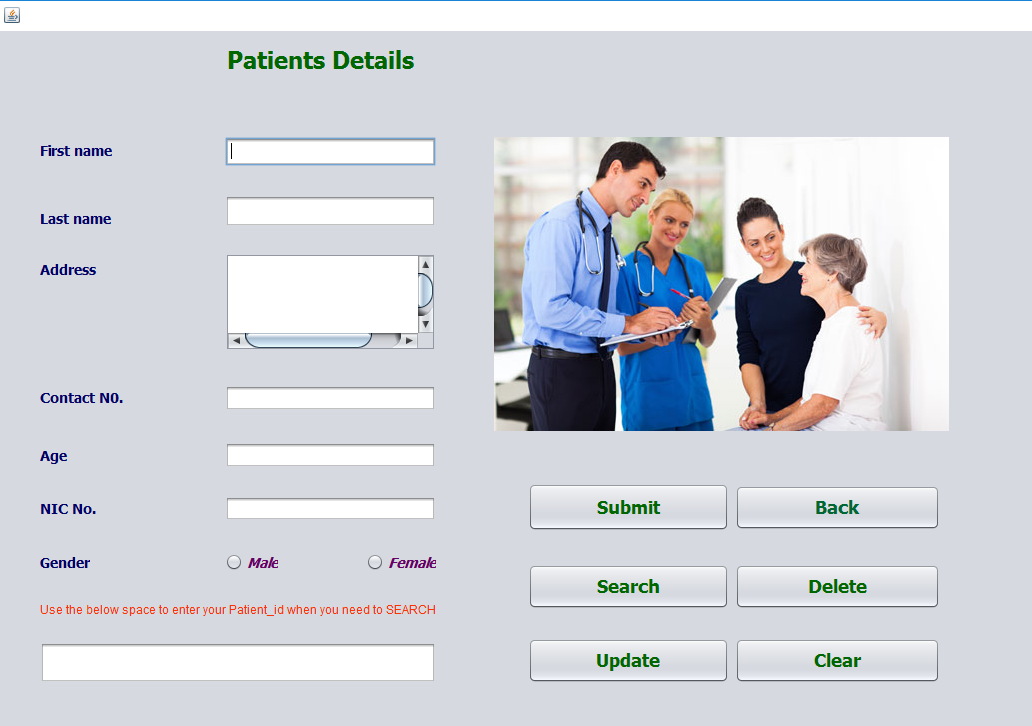 Patients Details
First name
Last name
Address
Contact N0.
Age
NIC No.
Gender
Male
Female
Use the below space to enter your Patient_id when you need to SEARCH
Submit
Back
Search
Delete
Update
Clear